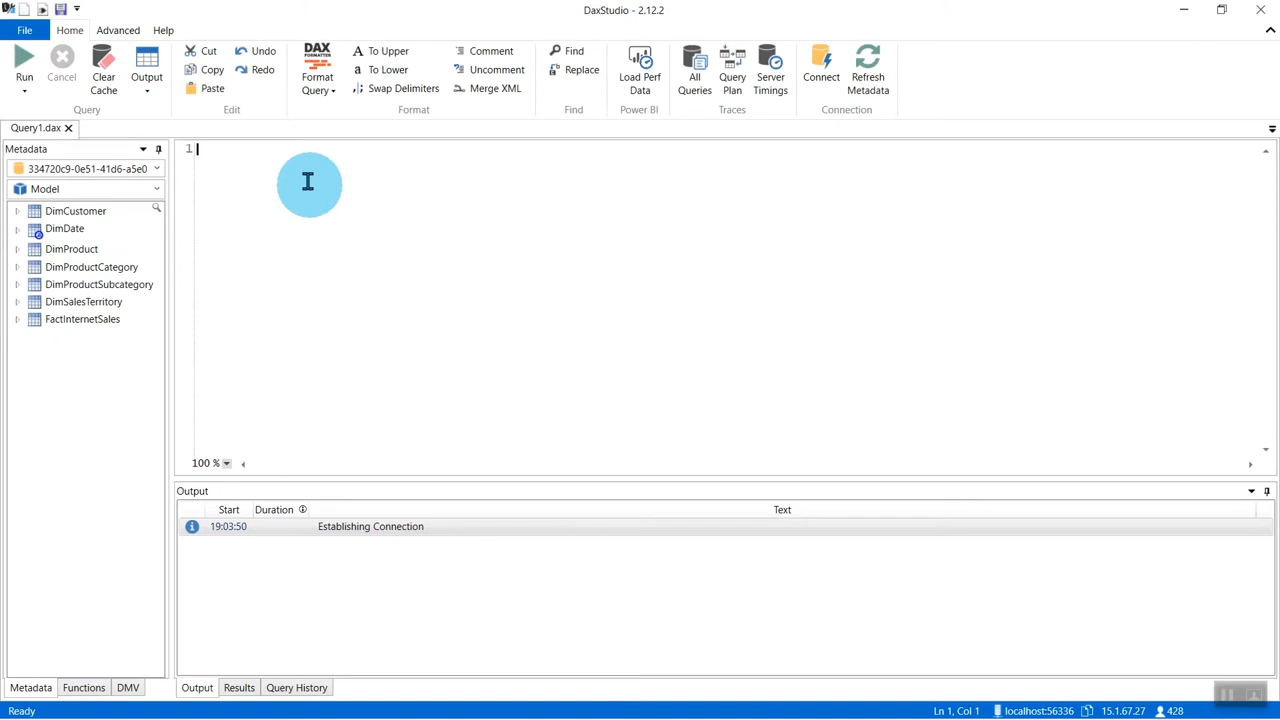 DaxStudio - 2.12.2
File Home Advanced Help
Run
Cancel
Clear Cache
Output
Query
Cut
Copy
Paste
Undo
Redo
Edit
DAX FORMATTER
Format Query
To Upper
To Lower
Swap Delimiters
Comment
Uncomment
Merge XML
Format
Find
Replace
Find
Load Perf Data
Power BI
All Queries
Query Plan
Server Timings
Traces
Connect
Refresh Metadata
Connection
Query1.dax
Metadata
334720c9-0e51-41d6-a5e0
Model
DimCustomer
DimDate
DimProduct
DimProductCategory
DimProductSubcategory
DimSalesTerritory
FactInternetSales
1
100 %
Output
Start Duration Text
19:03:50 Establishing Connection
Metadata Functions DMV
Output Results Query History
Ready
Ln 1, Col 1 localhost:56336 15.1.67.27 428